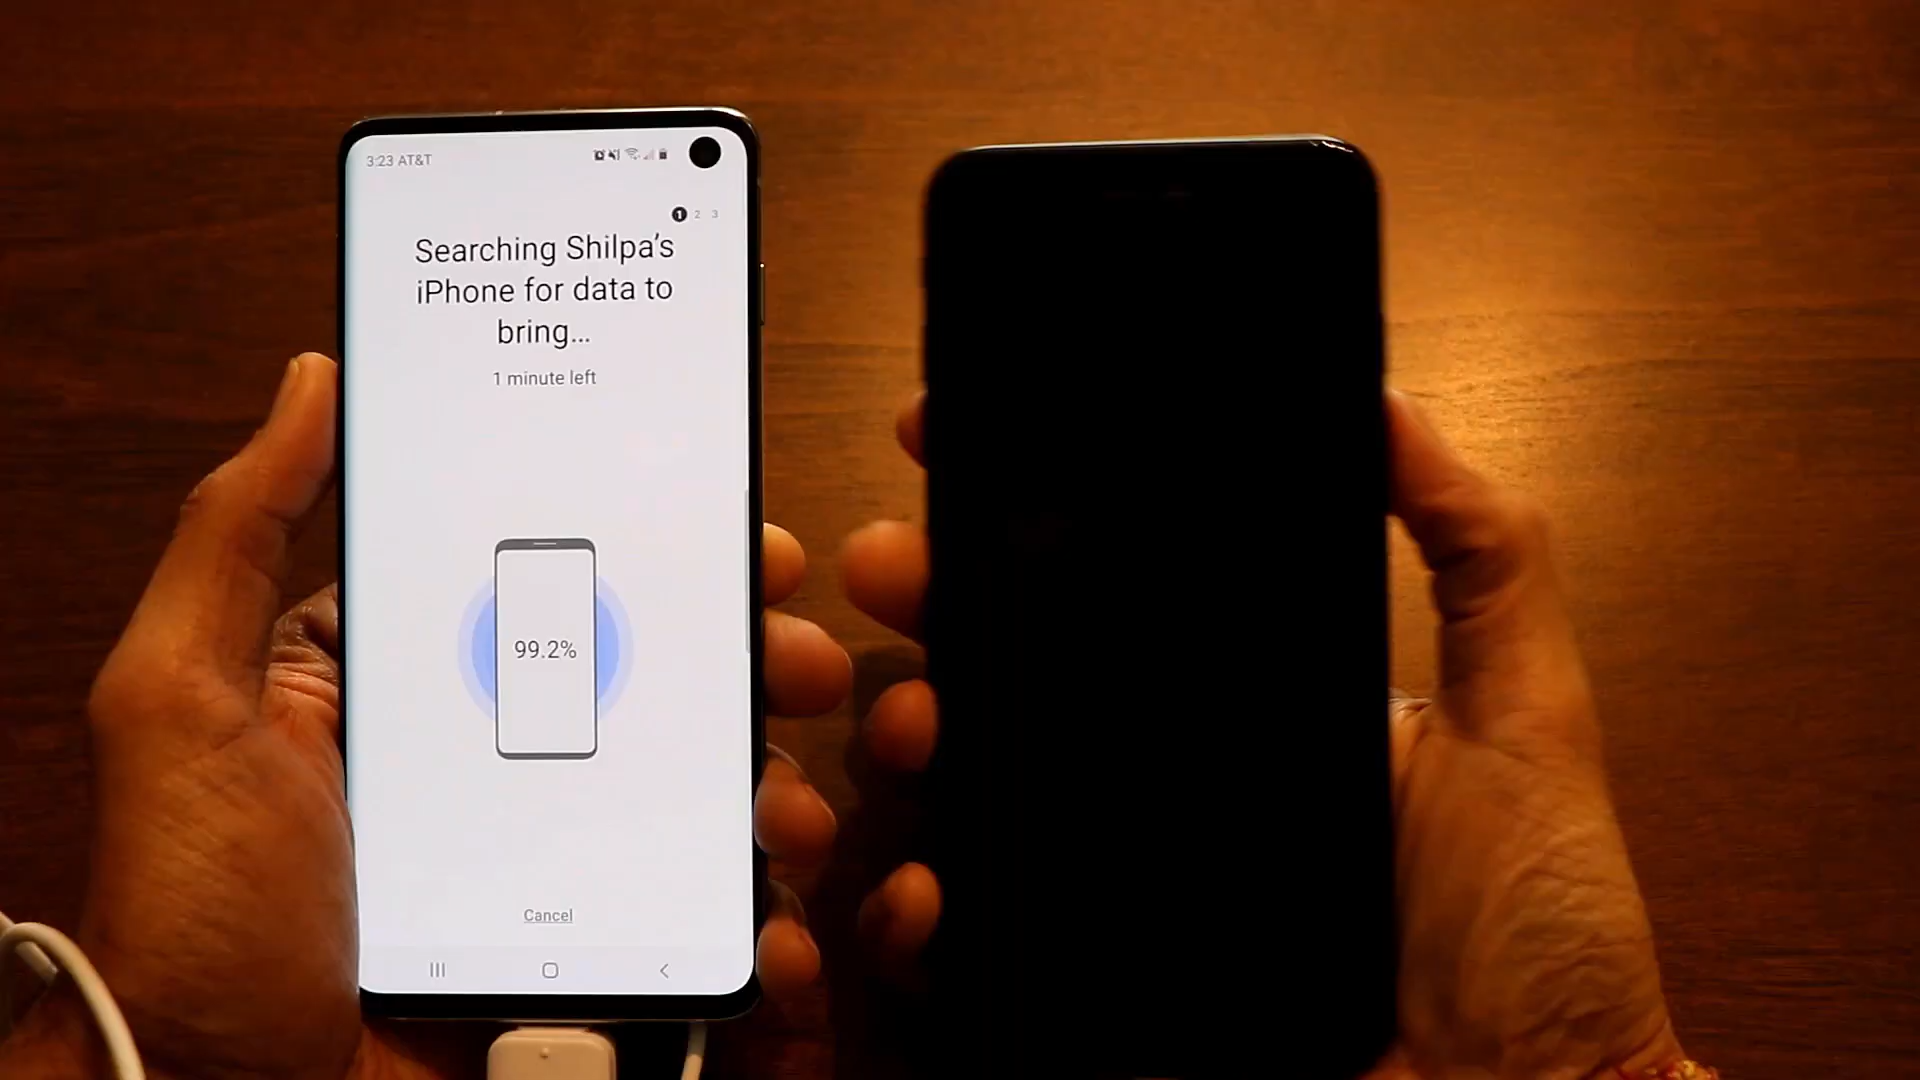 3:23 AT&T
1 2 3
Searching Shilpa's
iPhone for data to
bring...
1 minute left
99.2%
Cancel